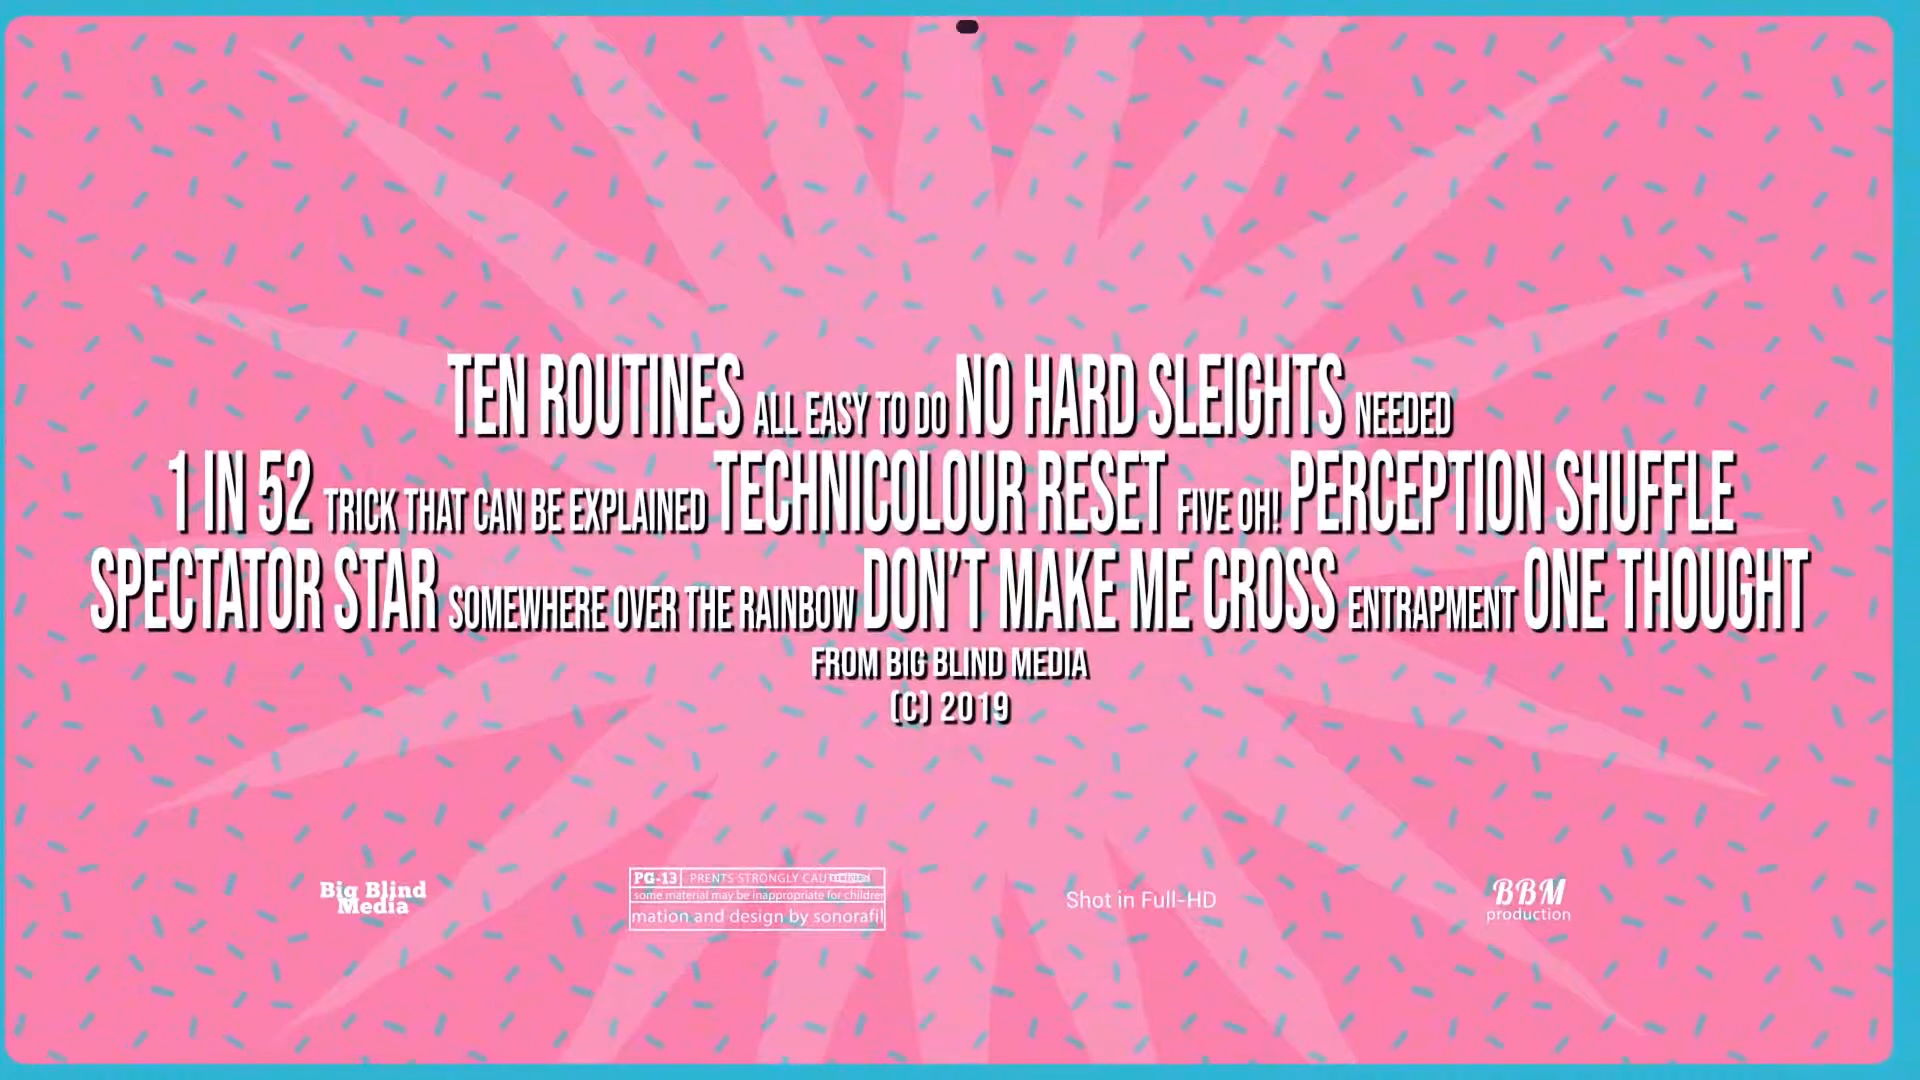 TEN ROUTINES ALL EASY TO DO NO HARD SLEIGHTS NEEDED
1 IN 52 TRICK THAT CAN BE EXPLAINED TECHNICOLOUR RESET FIVE OH! PERCEPTION SHUFFLE
SPECTATOR STAR SOMEWHERE OVER THE RAINBOW DON'T MAKE ME CROSS ENTRAPMENT ONE THOUGHT
FROM BIG BLIND MEDIA
(C) 2019
Big Blind
Media
PG-13 PRENTS STRONGLY
some material may be inappropriate for children
mation and design by sonorafil
Shot in Full-HD
BBM
production